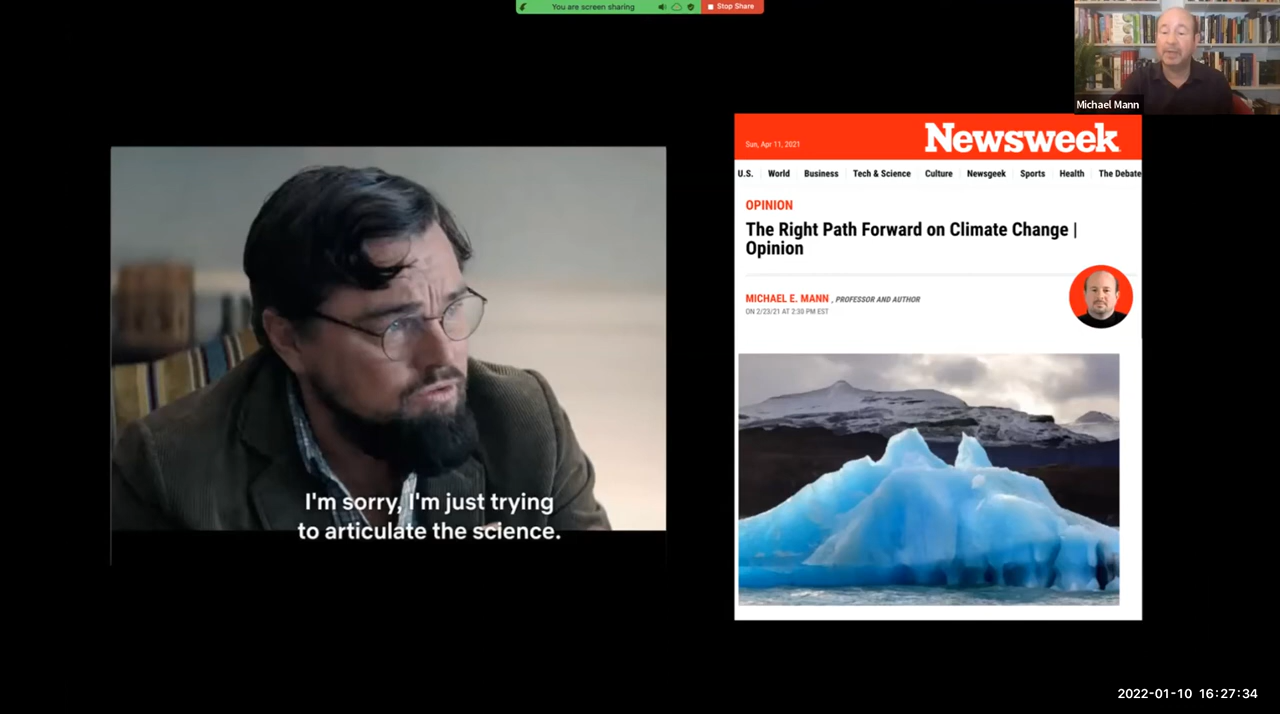 You are screen sharing
Stop Share
Michael Mann
Sun, Apr 11, 2021
Newsweek
U.S. World Business Tech & Science Culture Newsgeek Sports Health The Debate
OPINION
The Right Path Forward on Climate Change |
Opinion
MICHAEL E. MANN , PROFESSOR AND AUTHOR
ON 2/23/21 AT 2:39 PM EST
I'm sorry, I'm just trying
to articulate the science.
2022-01-10 16:27:34